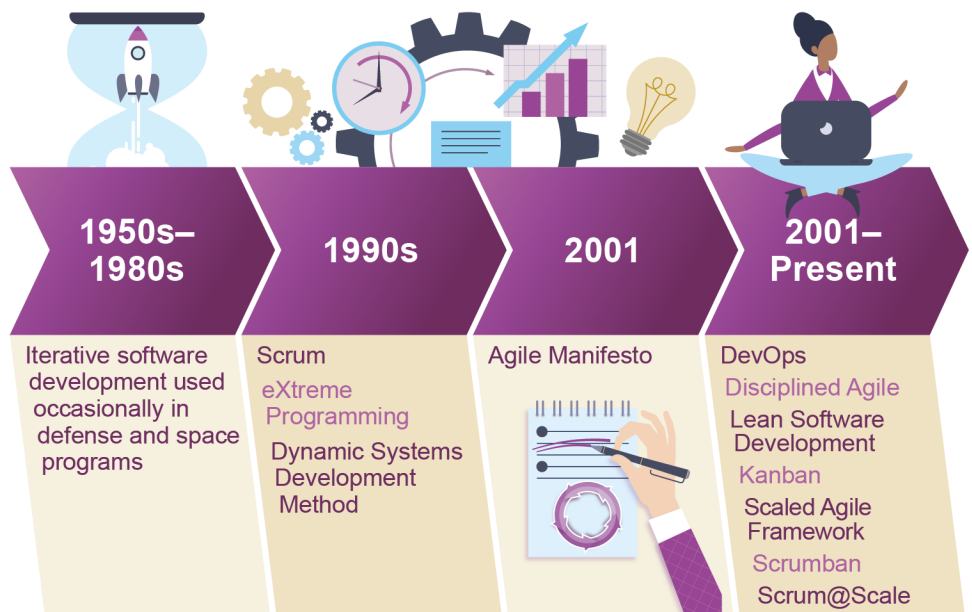 1950s–
1980s
1990s
2001
2001–
Present
Iterative software
development used
occasionally in
defense and space
programs
Scrum
eXtreme
Programming
Dynamic Systems
Development
Method
Agile Manifesto
DevOps
Disciplined Agile
Lean Software
Development
Kanban
Scaled Agile
Framework
Scrumban
Scrum@Scale